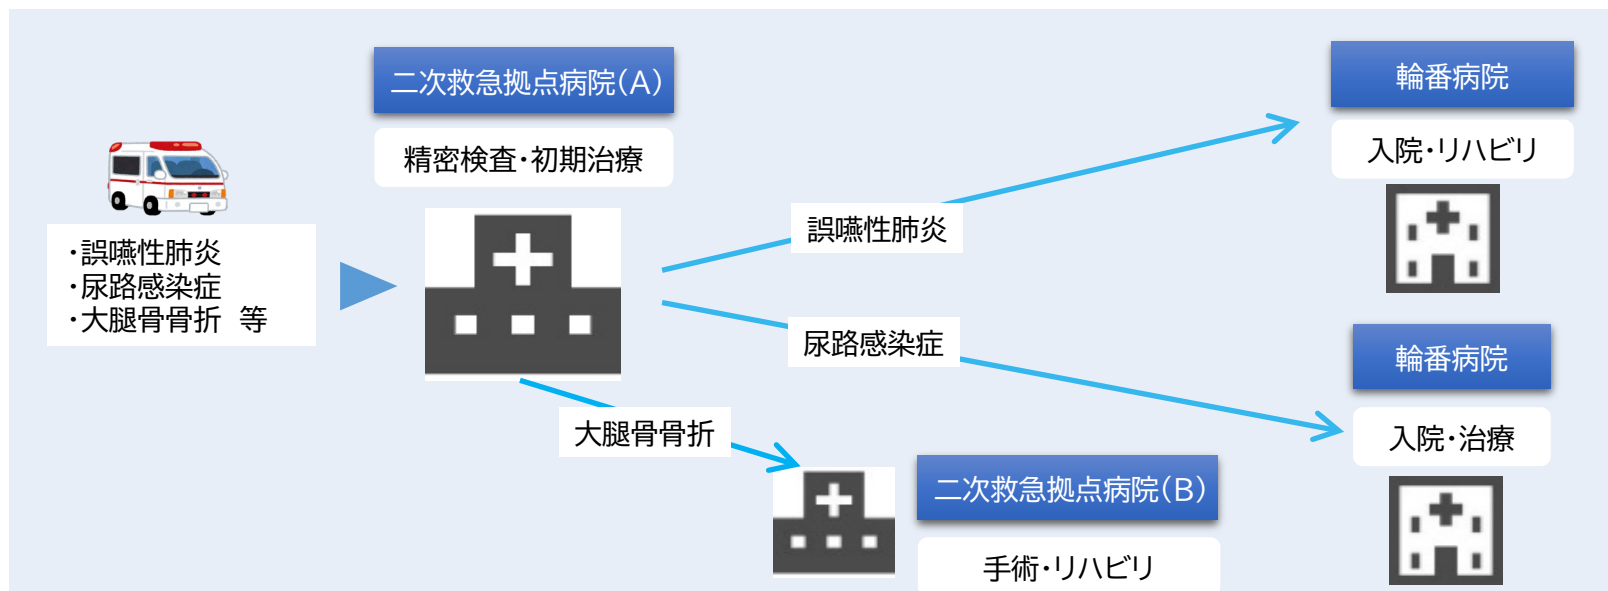 ・誤嚥性肺炎
・尿路感染症
・大腿骨骨折　等
二次救急拠点病院(A)
精密検査・初期治療
誤嚥性肺炎
尿路感染症
大腿骨骨折
輪番病院
入院・リハビリ
輪番病院
入院・治療
二次救急拠点病院(B)
手術・リハビリ